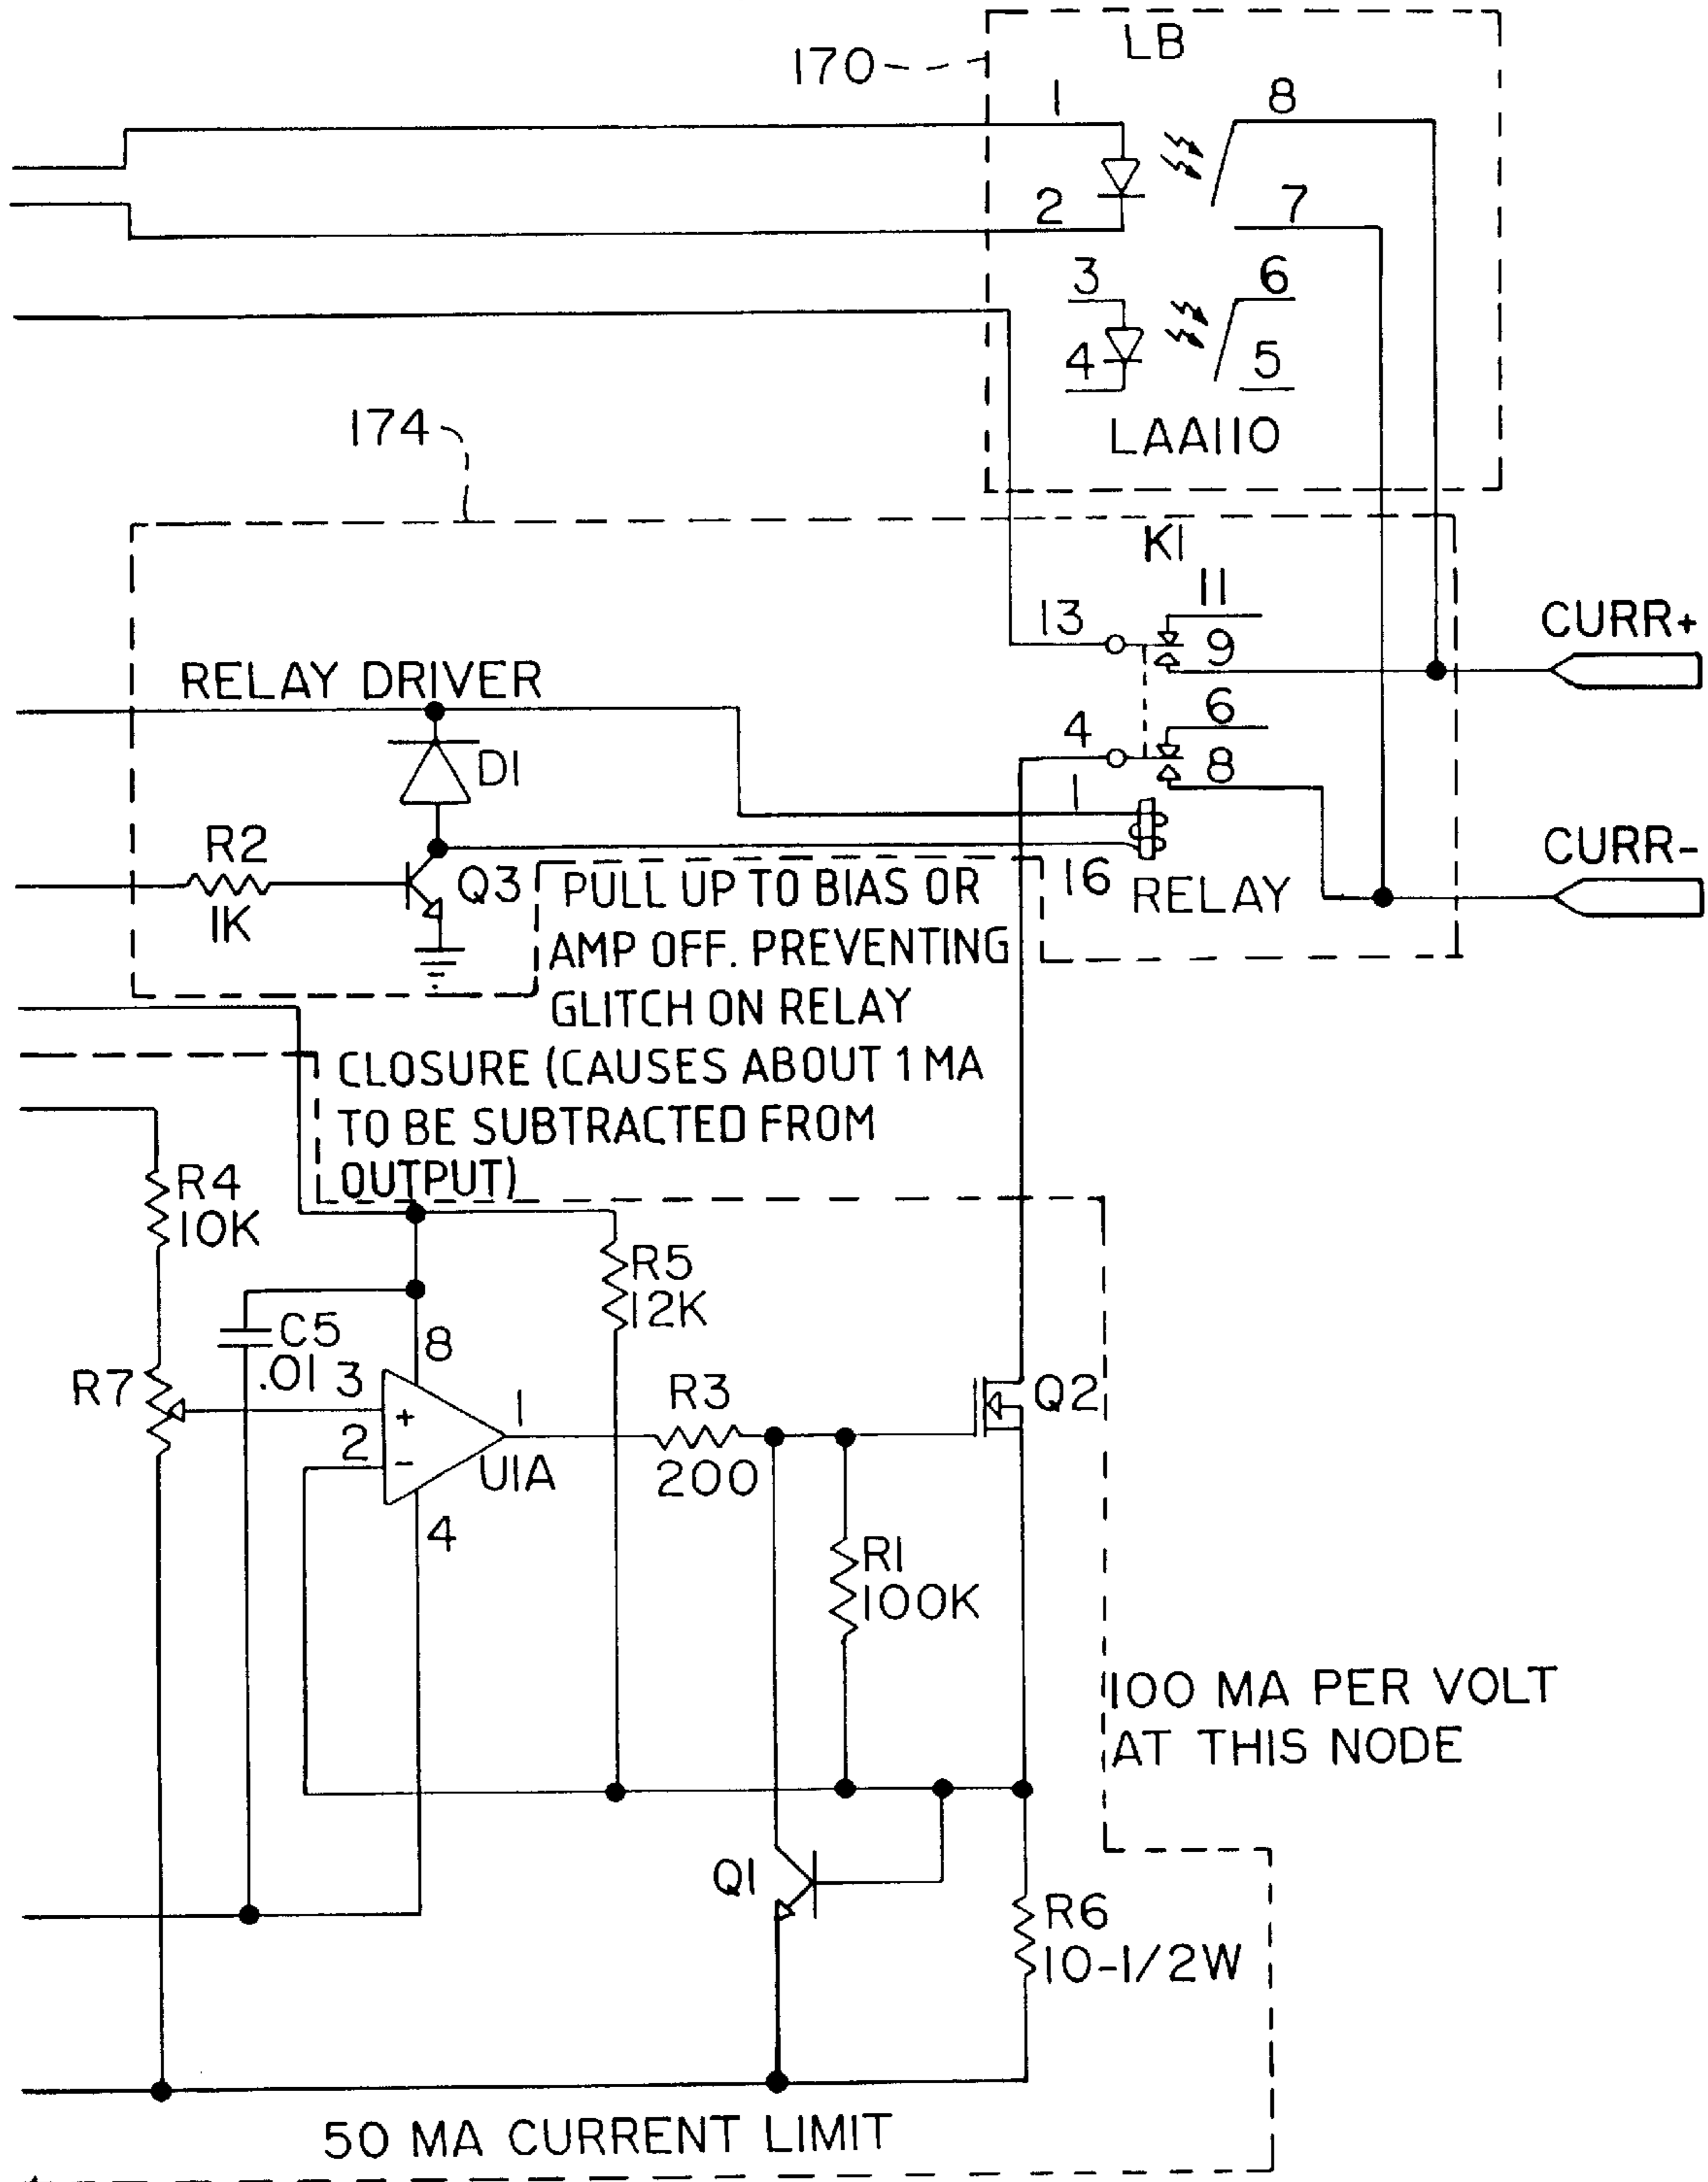 170
LB
1
8
2
7
3
6
4
5
LAA110
174
K1
11
13
9
CURR+
RELAY DRIVER
6
4
D1
8
1
R2
1K
Q3
16
RELAY
CURR-
PULL UP TO BIAS OR
AMP OFF. PREVENTING
GLITCH ON RELAY
CLOSURE (CAUSES ABOUT 1 MA
TO BE SUBTRACTED FROM
OUTPUT)
R4
10K
R5
12K
C5
.01
8
R7
3
+
2
-
1
U1A
4
R3
200
Q2
R1
100K
100 MA PER VOLT
AT THIS NODE
Q1
R6
10-1/2W
50 MA CURRENT LIMIT